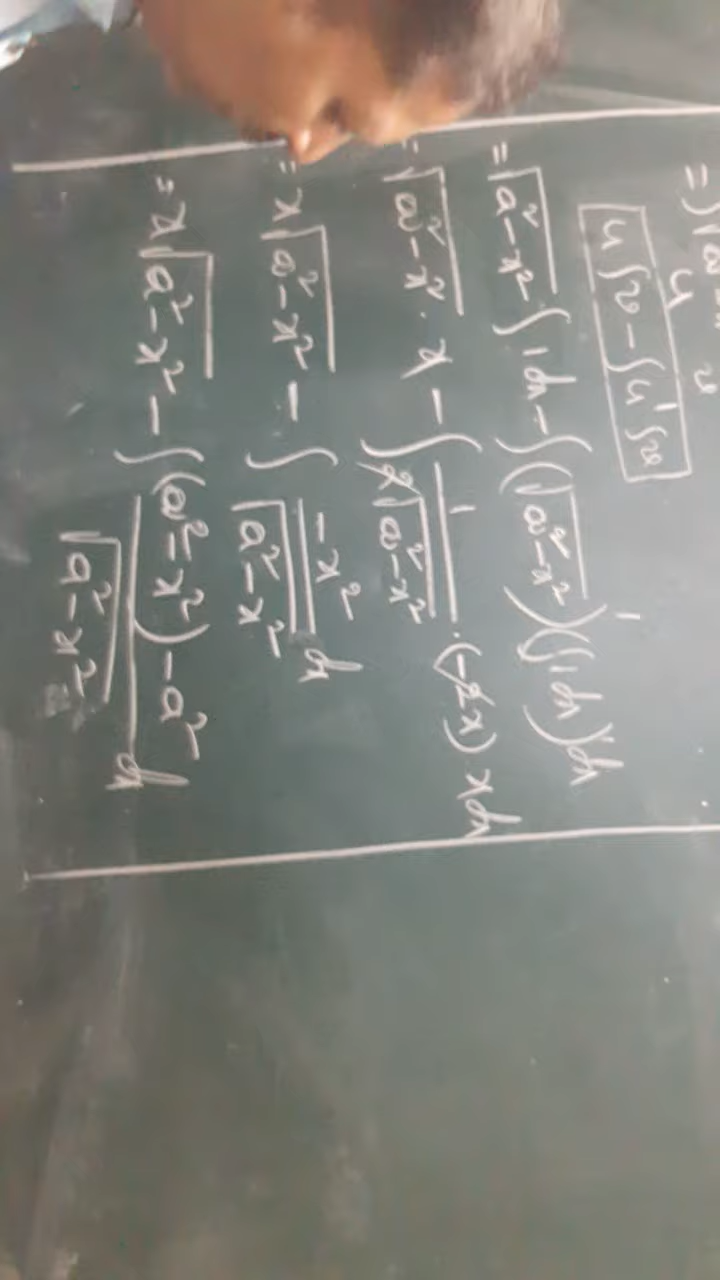 = ∫√a
u v
u∫v - ∫u'∫v
= √a²-x² ∫1dx - ∫(√a²-x²)'(∫1dx)dx
= √a²-x² · x - ∫ 1/2√a²-x² · (-2x) x dx
= x√a²-x² - ∫ -x²/√a²-x² dx
= x√a²-x² - ∫ (a²-x²)-a²/√a²-x² dx